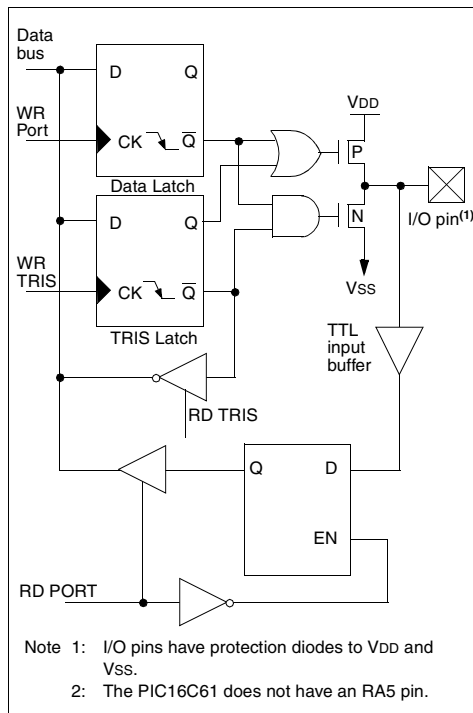 Data
bus
D Q
VDD
WR
Port
CK Q
P
Data Latch
D Q
N
I/O pin(1)
WR
TRIS
CK Q
VSS
TRIS Latch
TTL
input
buffer
RD TRIS
Q D
EN
RD PORT
Note 1: I/O pins have protection diodes to VDD and
VSS.
2: The PIC16C61 does not have an RA5 pin.